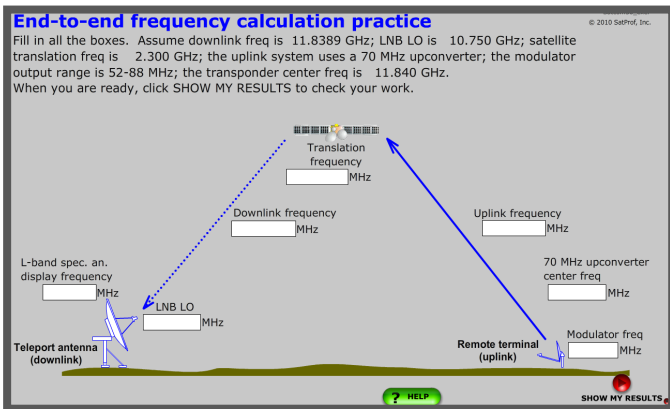 End-to-end frequency calculation practice
© 2010 SatProf, Inc.
Fill in all the boxes. Assume downlink freq is 11.8389 GHz; LNB LO is 10.750 GHz; satellite
translation freq is 2.300 GHz; the uplink system uses a 70 MHz upconverter; the modulator
output range is 52-88 MHz; the transponder center freq is 11.840 GHz.
When you are ready, click SHOW MY RESULTS to check your work.
Translation
frequency
MHz
Downlink frequency
MHz
Uplink frequency
MHz
L-band spec. an.
display frequency
MHz
70 MHz upconverter
center freq
MHz
LNB LO
MHz
Teleport antenna
(downlink)
Remote terminal
(uplink)
Modulator freq
MHz
? HELP
SHOW MY RESULTS